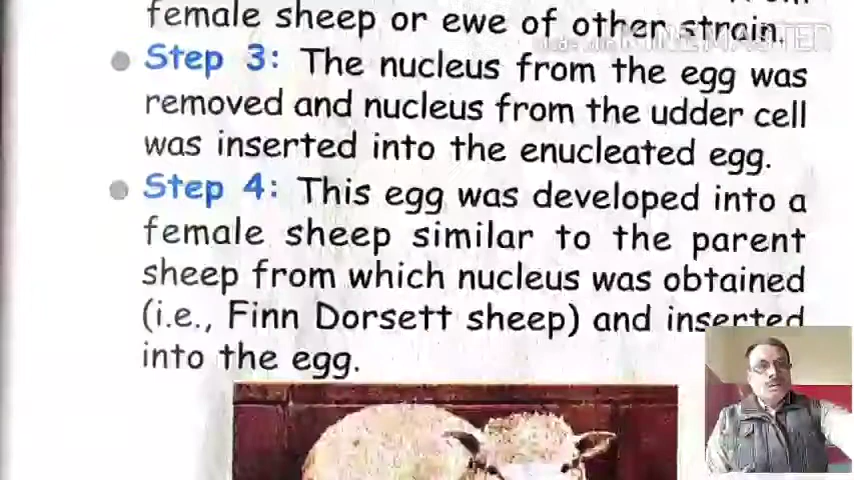 female sheep or ewe of other strain.
Step 3: The nucleus from the egg was
removed and nucleus from the udder cell
was inserted into the enucleated egg.
Step 4: This egg was developed into a
female sheep similar to the parent
sheep from which nucleus was obtained
(i.e., Finn Dorsett sheep) and inserted
into the egg.
KINEMASTER